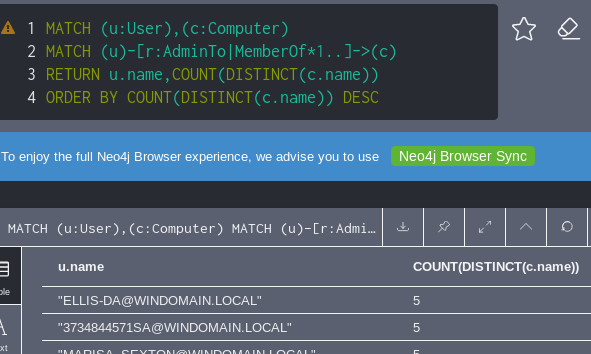 1 MATCH (u:User),(c:Computer)
2 MATCH (u)-[r:AdminTo|MemberOf*1..]->(c)
3 RETURN u.name,COUNT(DISTINCT(c.name))
4 ORDER BY COUNT(DISTINCT(c.name)) DESC
To enjoy the full Neo4j Browser experience, we advise you to use Neo4j Browser Sync
MATCH (u:User),(c:Computer) MATCH (u)-[r:Admi…
u.name COUNT(DISTINCT(c.name))
"ELLIS-DA@WINDOMAIN.LOCAL" 5
"3734844571SA@WINDOMAIN.LOCAL" 5
"MARISA_SEXTON@WINDOMAIN.LOCAL" 5